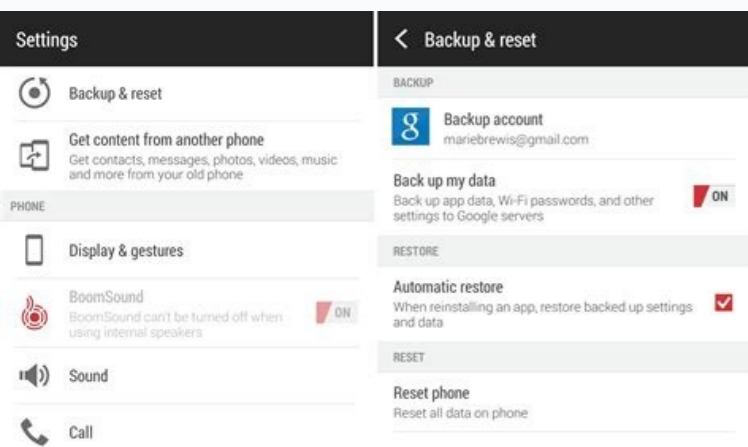 Settings
Backup & reset
Get content from another phone
Get contacts, messages, photos, videos, music
and more from your old phone
PHONE
Display & gestures
BoomSound
BoomSound can't be turned off when
using internal speakers
ON
Sound
Call
Backup & reset
BACKUP
g
Backup account
mariebrewis@gmail.com
Back up my data
Back up app data, Wi-Fi passwords, and other
settings to Google servers
ON
RESTORE
Automatic restore
When reinstalling an app, restore backed up settings
and data
RESET
Reset phone
Reset all data on phone